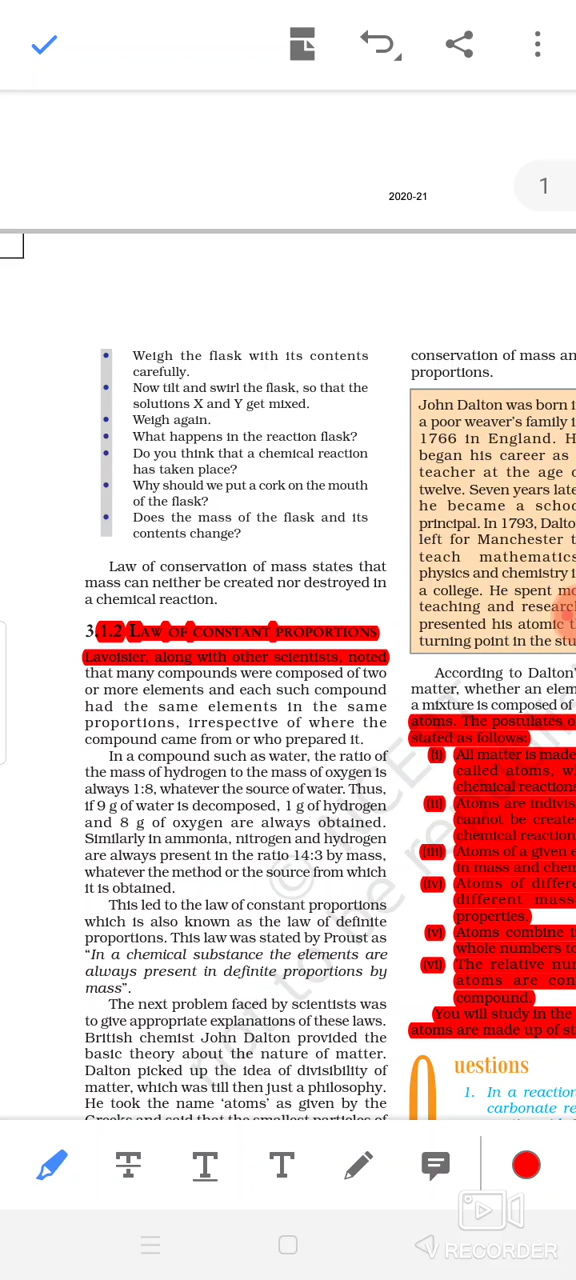 2020-21
1
Weigh the flask with its contents
carefully.
Now tilt and swirl the flask, so that the
solutions X and Y get mixed.
Weigh again.
What happens in the reaction flask?
Do you think that a chemical reaction
has taken place?
Why should we put a cork on the mouth
of the flask?
Does the mass of the flask and its
contents change?
Law of conservation of mass states that
mass can neither be created nor destroyed in
a chemical reaction.
3.1.2 LAW OF CONSTANT PROPORTIONS
Lavoisier, along with other scientists, noted
that many compounds were composed of two
or more elements and each such compound
had the same elements in the same
proportions, irrespective of where the
compound came from or who prepared it.
In a compound such as water, the ratio of
the mass of hydrogen to the mass of oxygen is
always 1:8, whatever the source of water. Thus,
if 9 g of water is decomposed, 1 g of hydrogen
and 8 g of oxygen are always obtained.
Similarly in ammonia, nitrogen and hydrogen
are always present in the ratio 14:3 by mass,
whatever the method or the source from which
it is obtained.
This led to the law of constant proportions
which is also known as the law of definite
proportions. This law was stated by Proust as
“In a chemical substance the elements are
always present in definite proportions by
mass”.
The next problem faced by scientists was
to give appropriate explanations of these laws.
British chemist John Dalton provided the
basic theory about the nature of matter.
Dalton picked up the idea of divisibility of
matter, which was till then just a philosophy.
He took the name ‘atoms’ as given by the
Greeks and said that the smallest particles of
conservation of mass an
proportions.
John Dalton was born i
a poor weaver’s family i
1766 in England. H
began his career as
teacher at the age o
twelve. Seven years late
he became a schoo
principal. In 1793, Dalto
left for Manchester t
teach mathematics
physics and chemistry i
a college. He spent mo
teaching and research
presented his atomic th
turning point in the stu
According to Dalton’
matter, whether an elem
a mixture is composed of
atoms. The postulates o
stated as follows:
(i) All matter is made
called atoms, w
chemical reactions
(ii) Atoms are indivis
cannot be create
chemical reaction
(iii) Atoms of a given e
in mass and chem
(iv) Atoms of differe
different mass
properties.
(v) Atoms combine i
whole numbers to
(vi) The relative num
atoms are con
compound.
You will study in the
atoms are made up of st
uestions
1. In a reaction
carbonate re
© NCERT
not to be re
T T T
RECORDER